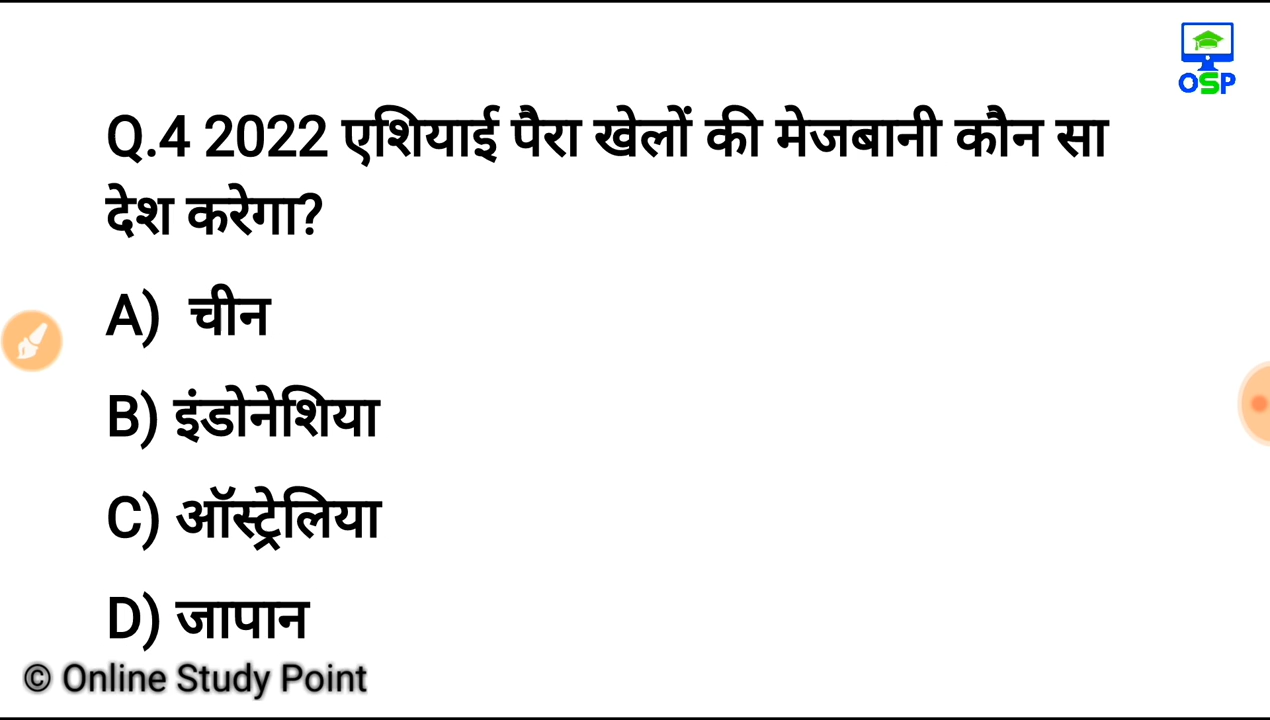 OSP
Q.4 2022 एशियाई पैरा खेलों की मेजबानी कौन सा
देश करेगा?
A) चीन
B) इंडोनेशिया
C) ऑस्ट्रेलिया
D) जापान
© Online Study Point